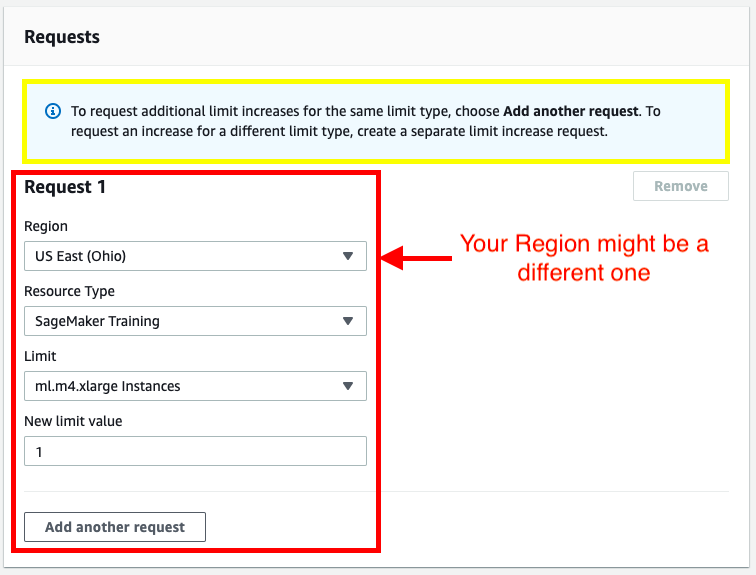 Requests
To request additional limit increases for the same limit type, choose Add another request. To
request an increase for a different limit type, create a separate limit increase request.
Request 1
Remove
Region
US East (Ohio)
Your Region might be a
different one
Resource Type
SageMaker Training
Limit
ml.m4.xlarge Instances
New limit value
1
Add another request